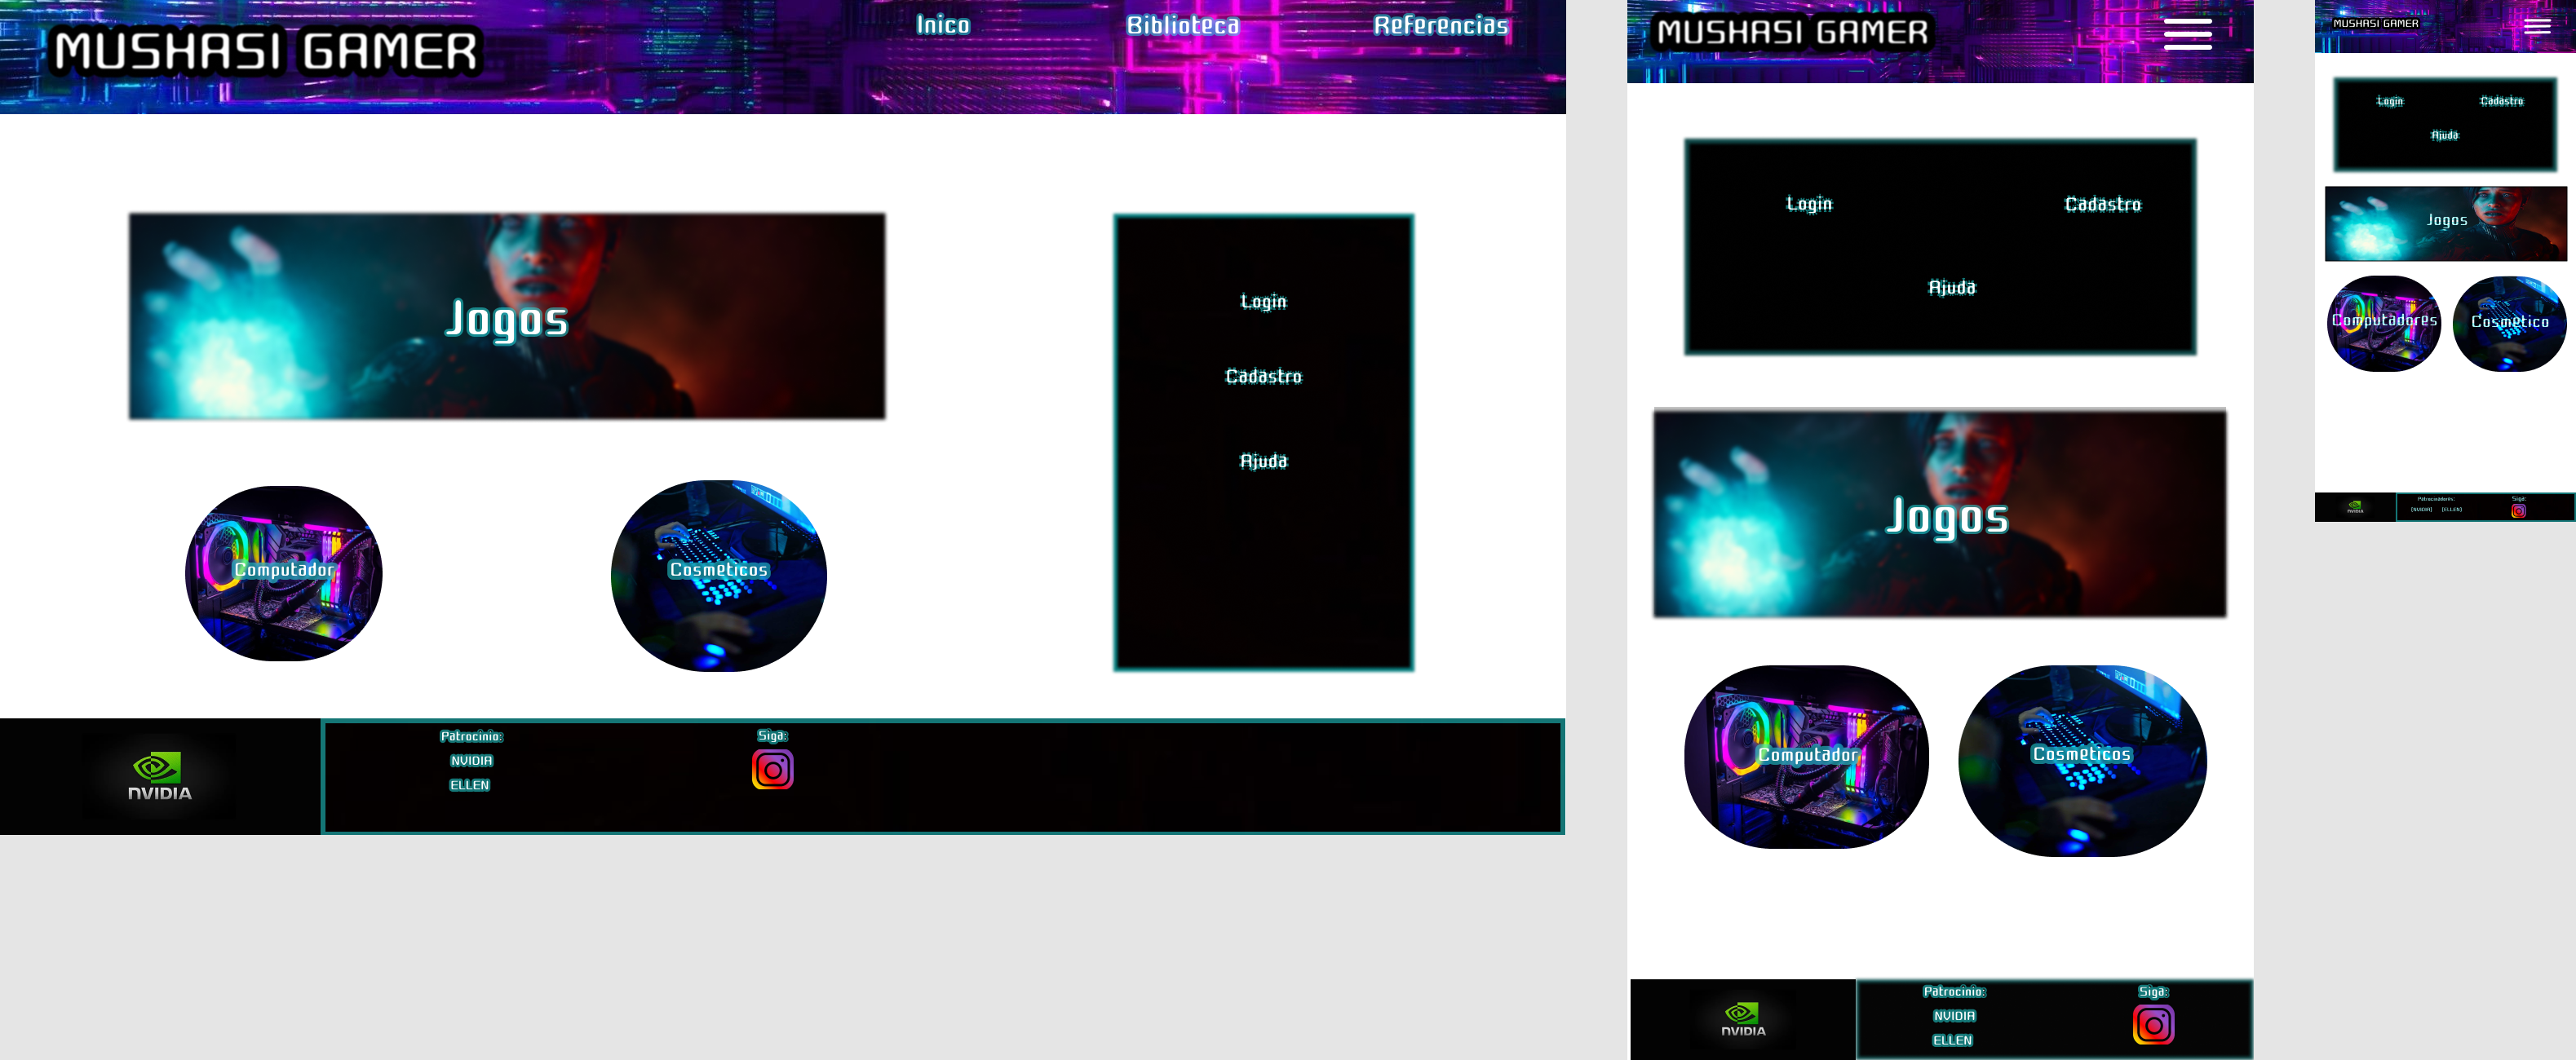 MUSHASI GAMER
Inico Biblioteca Referencias
Jogos
Login
Cadastro
Ajuda
Computador
Cosmeticos
NVIDIA
Patrocinio:
NVIDIA
ELLEN
Siga:
MUSHASI GAMER
Login Cadastro
Ajuda
Jogos
Computador Cosmeticos
NVIDIA
Patrocinio:
NVIDIA
ELLEN
Siga:
MUSHASI GAMER
Login Cadastro
Ajuda
Jogos
Computadores Cosmetico
NVIDIA
Patrociadores:
[NVIDIA] [ELLEN]
Siga: